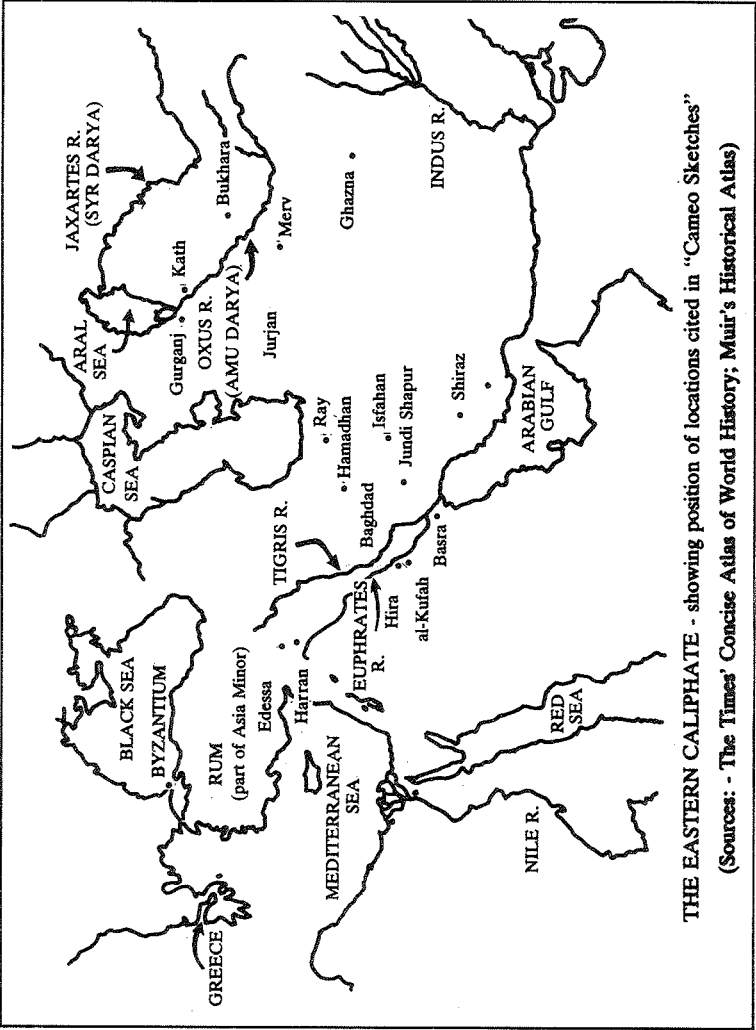 GREECE
BLACK SEA
BYZANTIUM
RUM
(part of Asia Minor)
Edessa
Harran
MEDITERRANEAN
SEA
NILE R.
RED
SEA
EUPHRATES
R.
TIGRIS R.
Baghdad
Hira
al-Kufah
Basra
CASPIAN
SEA
ARAL
SEA
JAXARTES R.
(SYR DARYA)
Gurganj
Kath
OXUS R.
(AMU DARYA)
Bukhara
Merv
Jurjan
Ray
Hamadhan
Isfahan
Jundi Shapur
Shiraz
Ghazna
INDUS R.
ARABIAN
GULF
THE EASTERN CALIPHATE - showing position of locations cited in "Cameo Sketches"
(Sources: - The Times' Concise Atlas of World History; Muir's Historical Atlas)